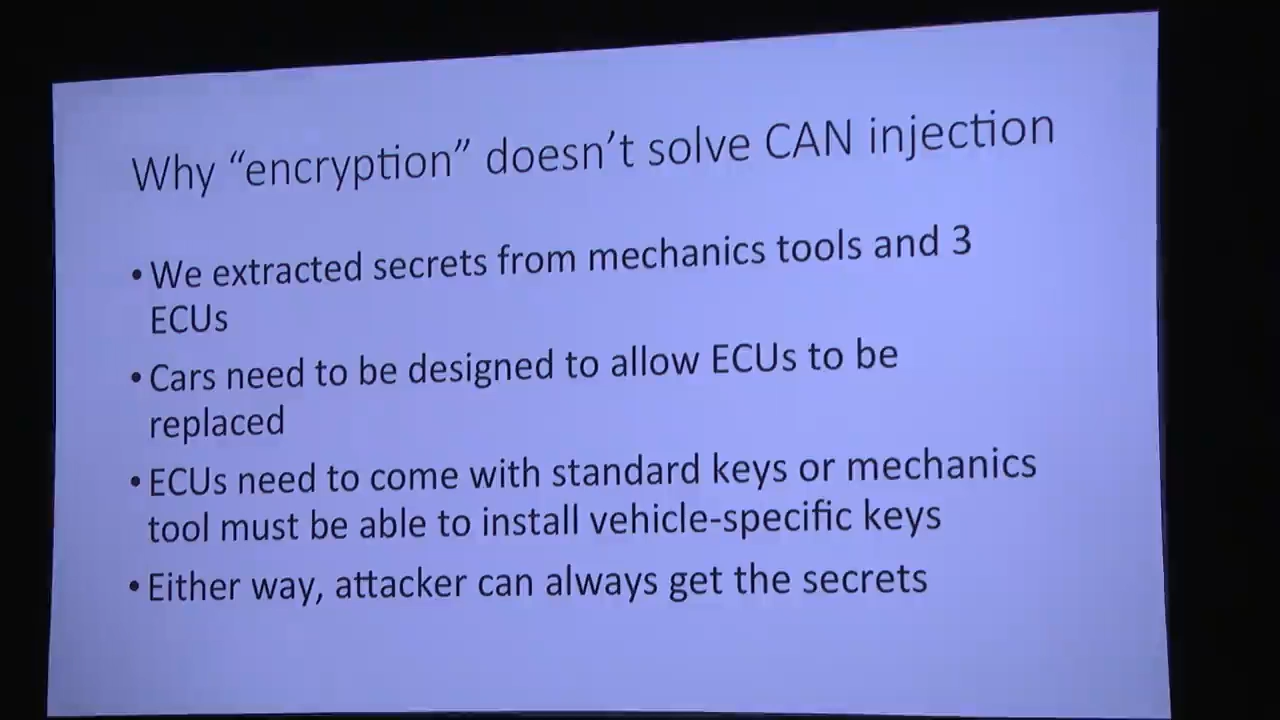 Why “encryption” doesn’t solve CAN injection
• We extracted secrets from mechanics tools and 3
ECUs
• Cars need to be designed to allow ECUs to be
replaced
• ECUs need to come with standard keys or mechanics
tool must be able to install vehicle-specific keys
• Either way, attacker can always get the secrets